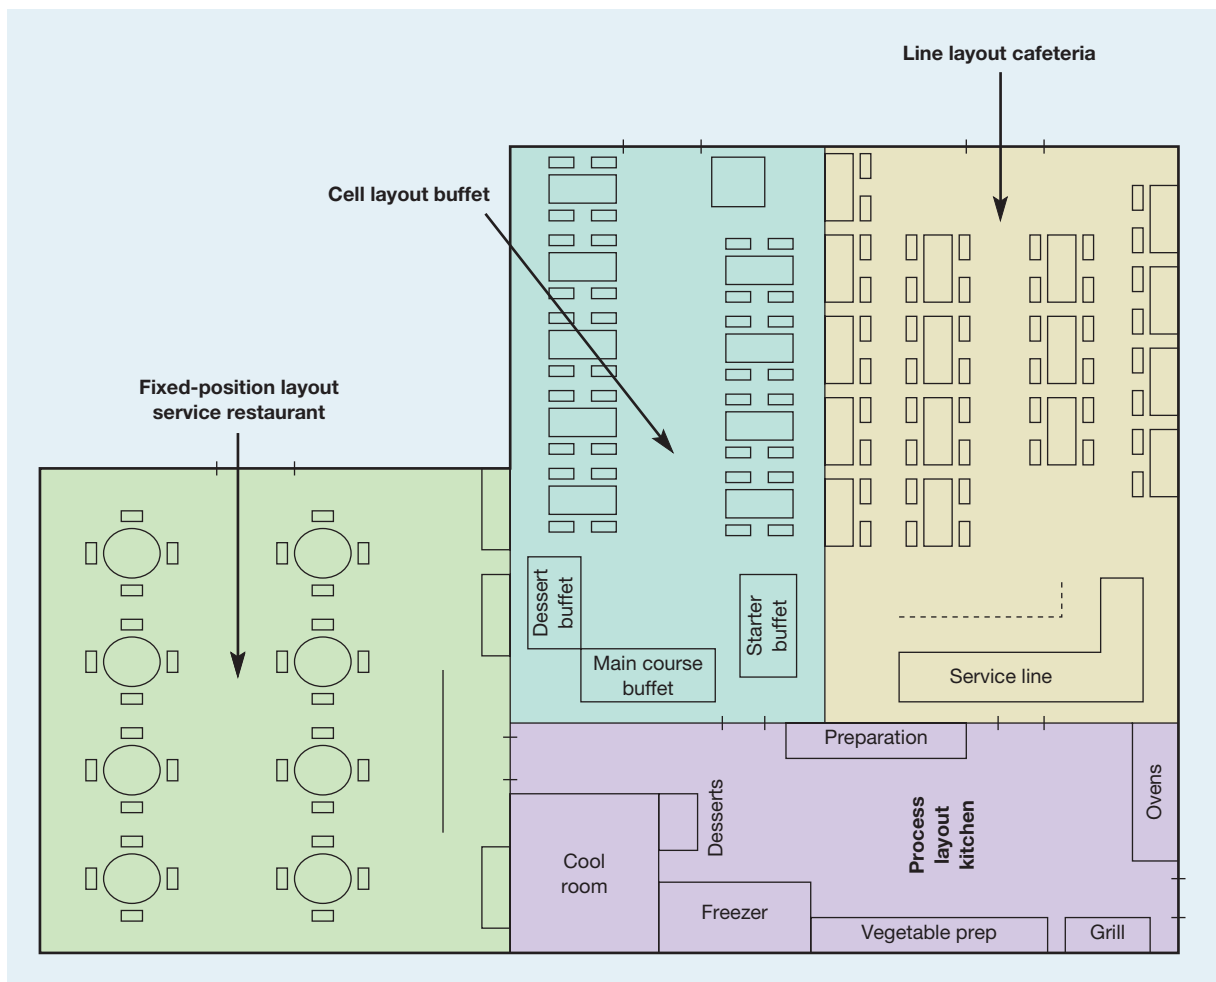 Line layout cafeteria
Cell layout buffet
Fixed-position layout
service restaurant
Dessert
buffet
Starter
buffet
Main course
buffet
Service line
Preparation
Ovens
Desserts
Process
layout
kitchen
Cool
room
Freezer
Vegetable prep
Grill